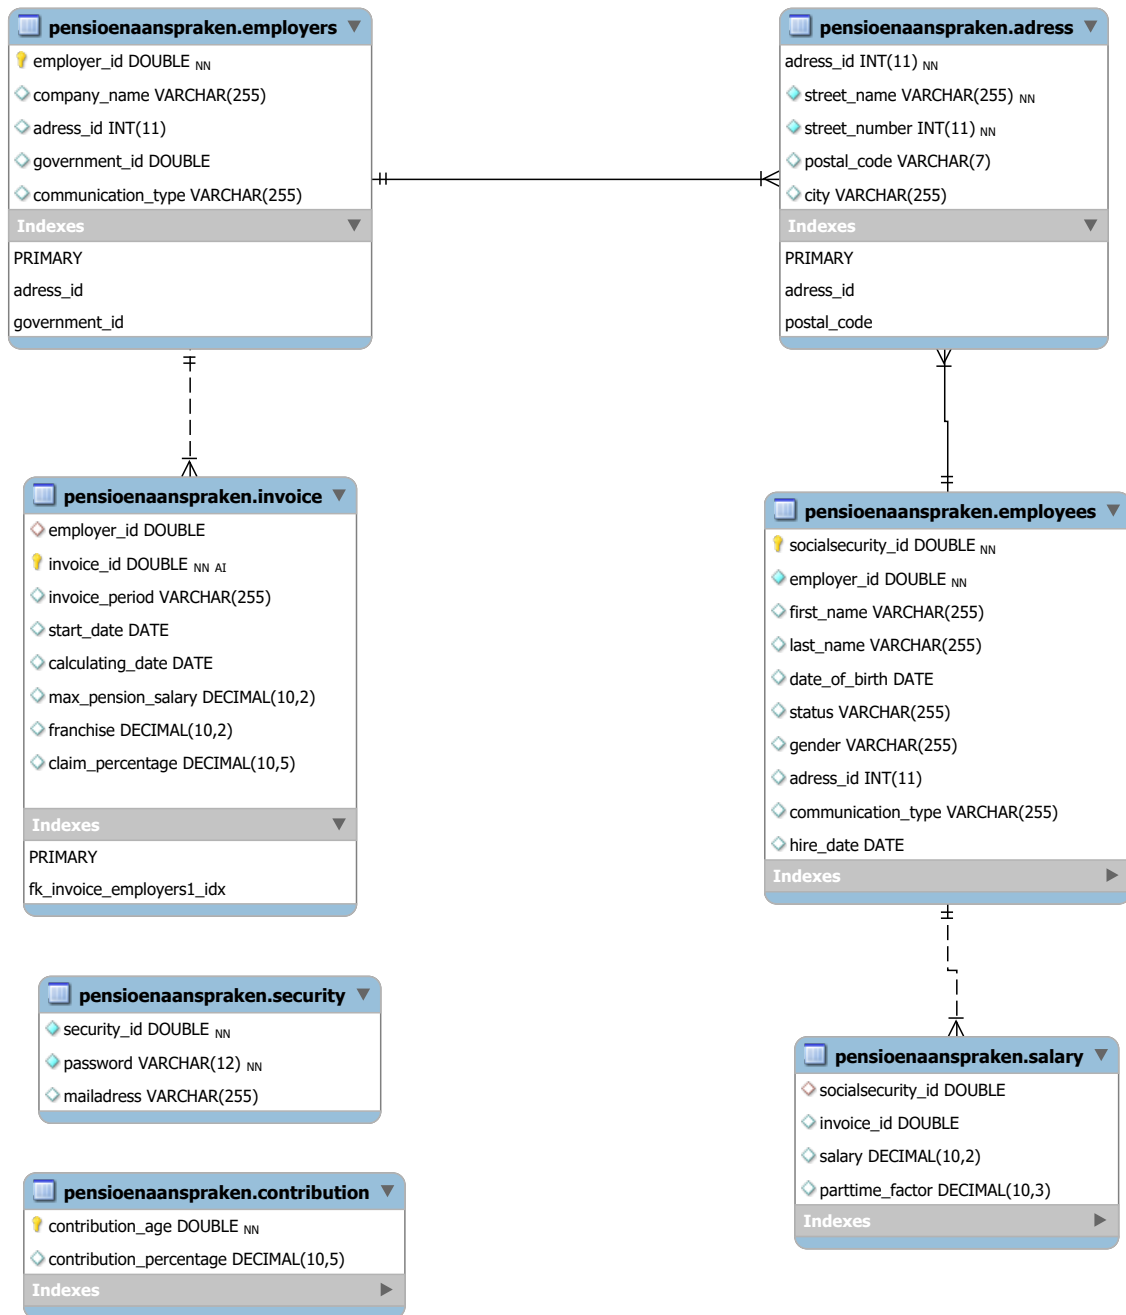 pensioenaanspraken.employers
employer_id DOUBLE NN
company_name VARCHAR(255)
adress_id INT(11)
government_id DOUBLE
communication_type VARCHAR(255)
Indexes
PRIMARY
adress_id
government_id
pensioenaanspraken.adress
adress_id INT(11) NN
street_name VARCHAR(255) NN
street_number INT(11) NN
postal_code VARCHAR(7)
city VARCHAR(255)
Indexes
PRIMARY
adress_id
postal_code
pensioenaanspraken.invoice
employer_id DOUBLE
invoice_id DOUBLE NN AI
invoice_period VARCHAR(255)
start_date DATE
calculating_date DATE
max_pension_salary DECIMAL(10,2)
franchise DECIMAL(10,2)
claim_percentage DECIMAL(10,5)
Indexes
PRIMARY
fk_invoice_employers1_idx
pensioenaanspraken.employees
socialsecurity_id DOUBLE NN
employer_id DOUBLE NN
first_name VARCHAR(255)
last_name VARCHAR(255)
date_of_birth DATE
status VARCHAR(255)
gender VARCHAR(255)
adress_id INT(11)
communication_type VARCHAR(255)
hire_date DATE
Indexes
pensioenaanspraken.security
security_id DOUBLE NN
password VARCHAR(12) NN
mailadress VARCHAR(255)
pensioenaanspraken.salary
socialsecurity_id DOUBLE
invoice_id DOUBLE
salary DECIMAL(10,2)
parttime_factor DECIMAL(10,3)
Indexes
pensioenaanspraken.contribution
contribution_age DOUBLE NN
contribution_percentage DECIMAL(10,5)
Indexes